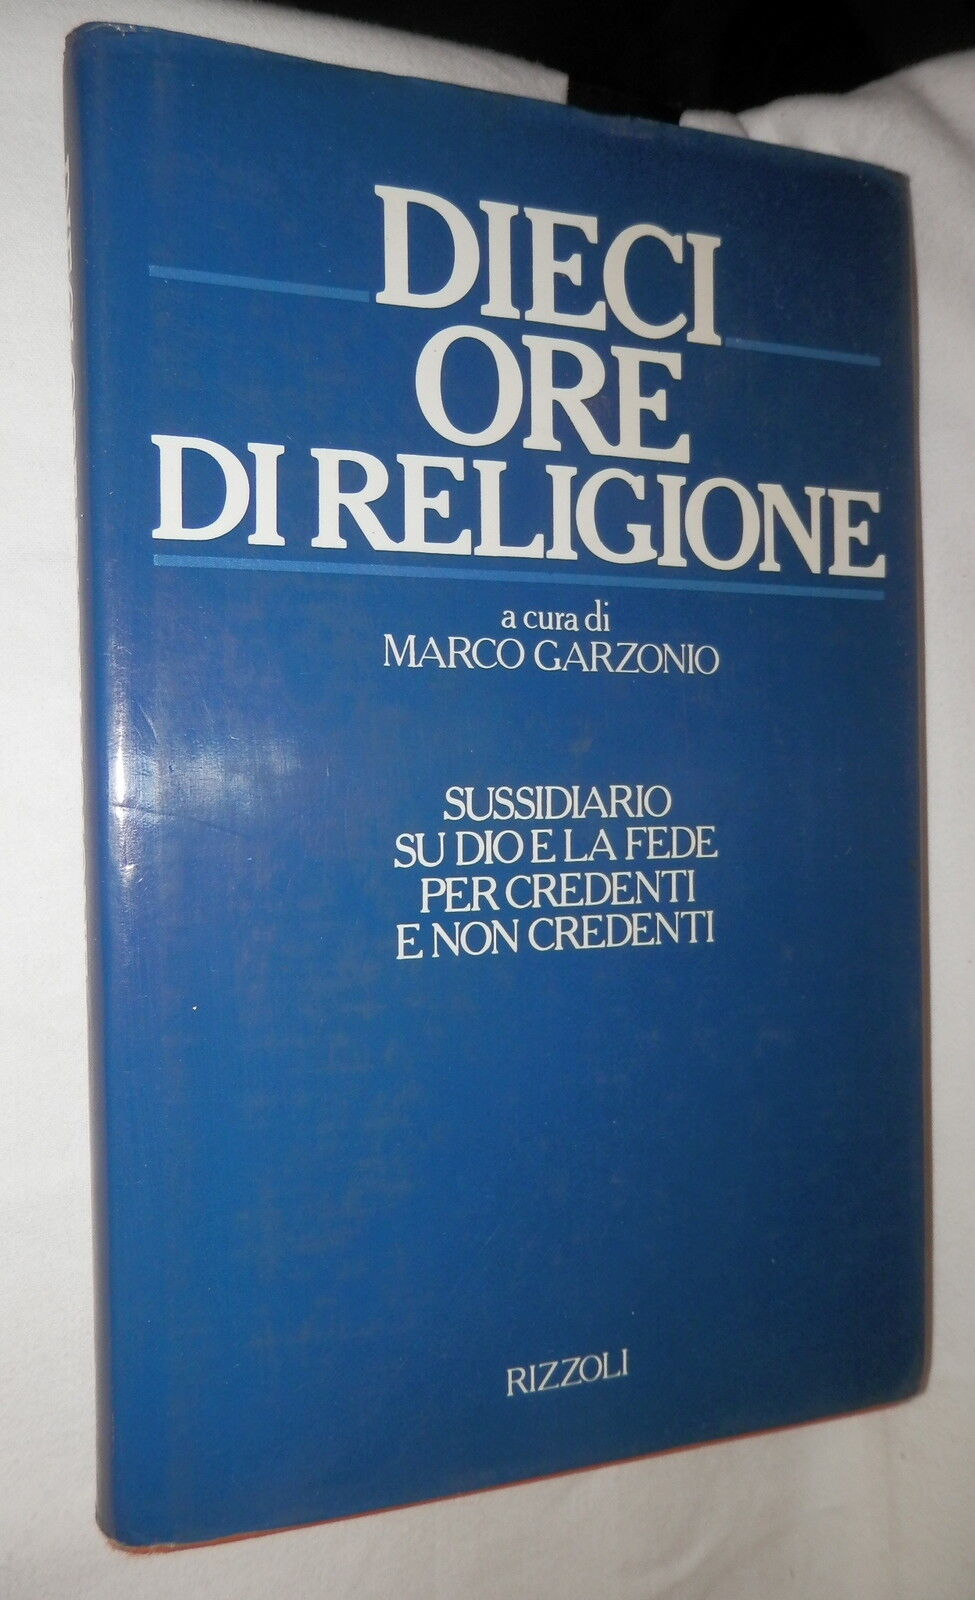 DIECI
ORE
DI RELIGIONE
a cura di
MARCO GARZONIO
SUSSIDIARIO
SU DIO E LA FEDE
PER CREDENTI
E NON CREDENTI
RIZZOLI